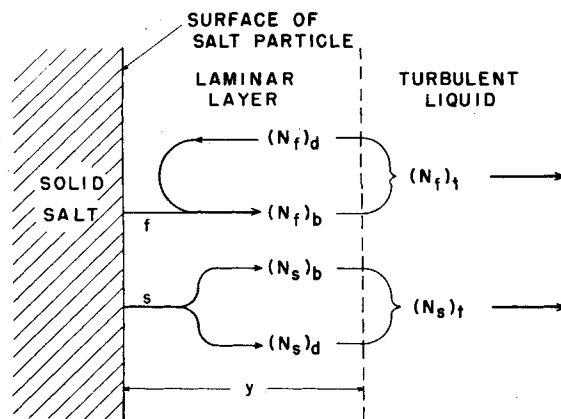 SURFACE OF
SALT PARTICLE
LAMINAR
LAYER
TURBULENT
LIQUID
SOLID
SALT
(N_f)_d
(N_f)_t
f
(N_f)_b
s
(N_s)_b
(N_s)_t
(N_s)_d
y